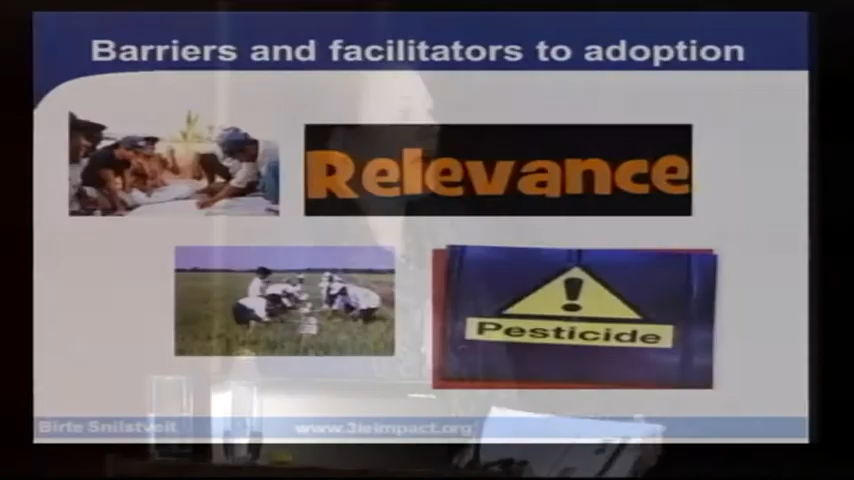 Barriers and facilitators to adoption
Relevance
Pesticide
Birte Snilstveit
www.3ieimpact.org